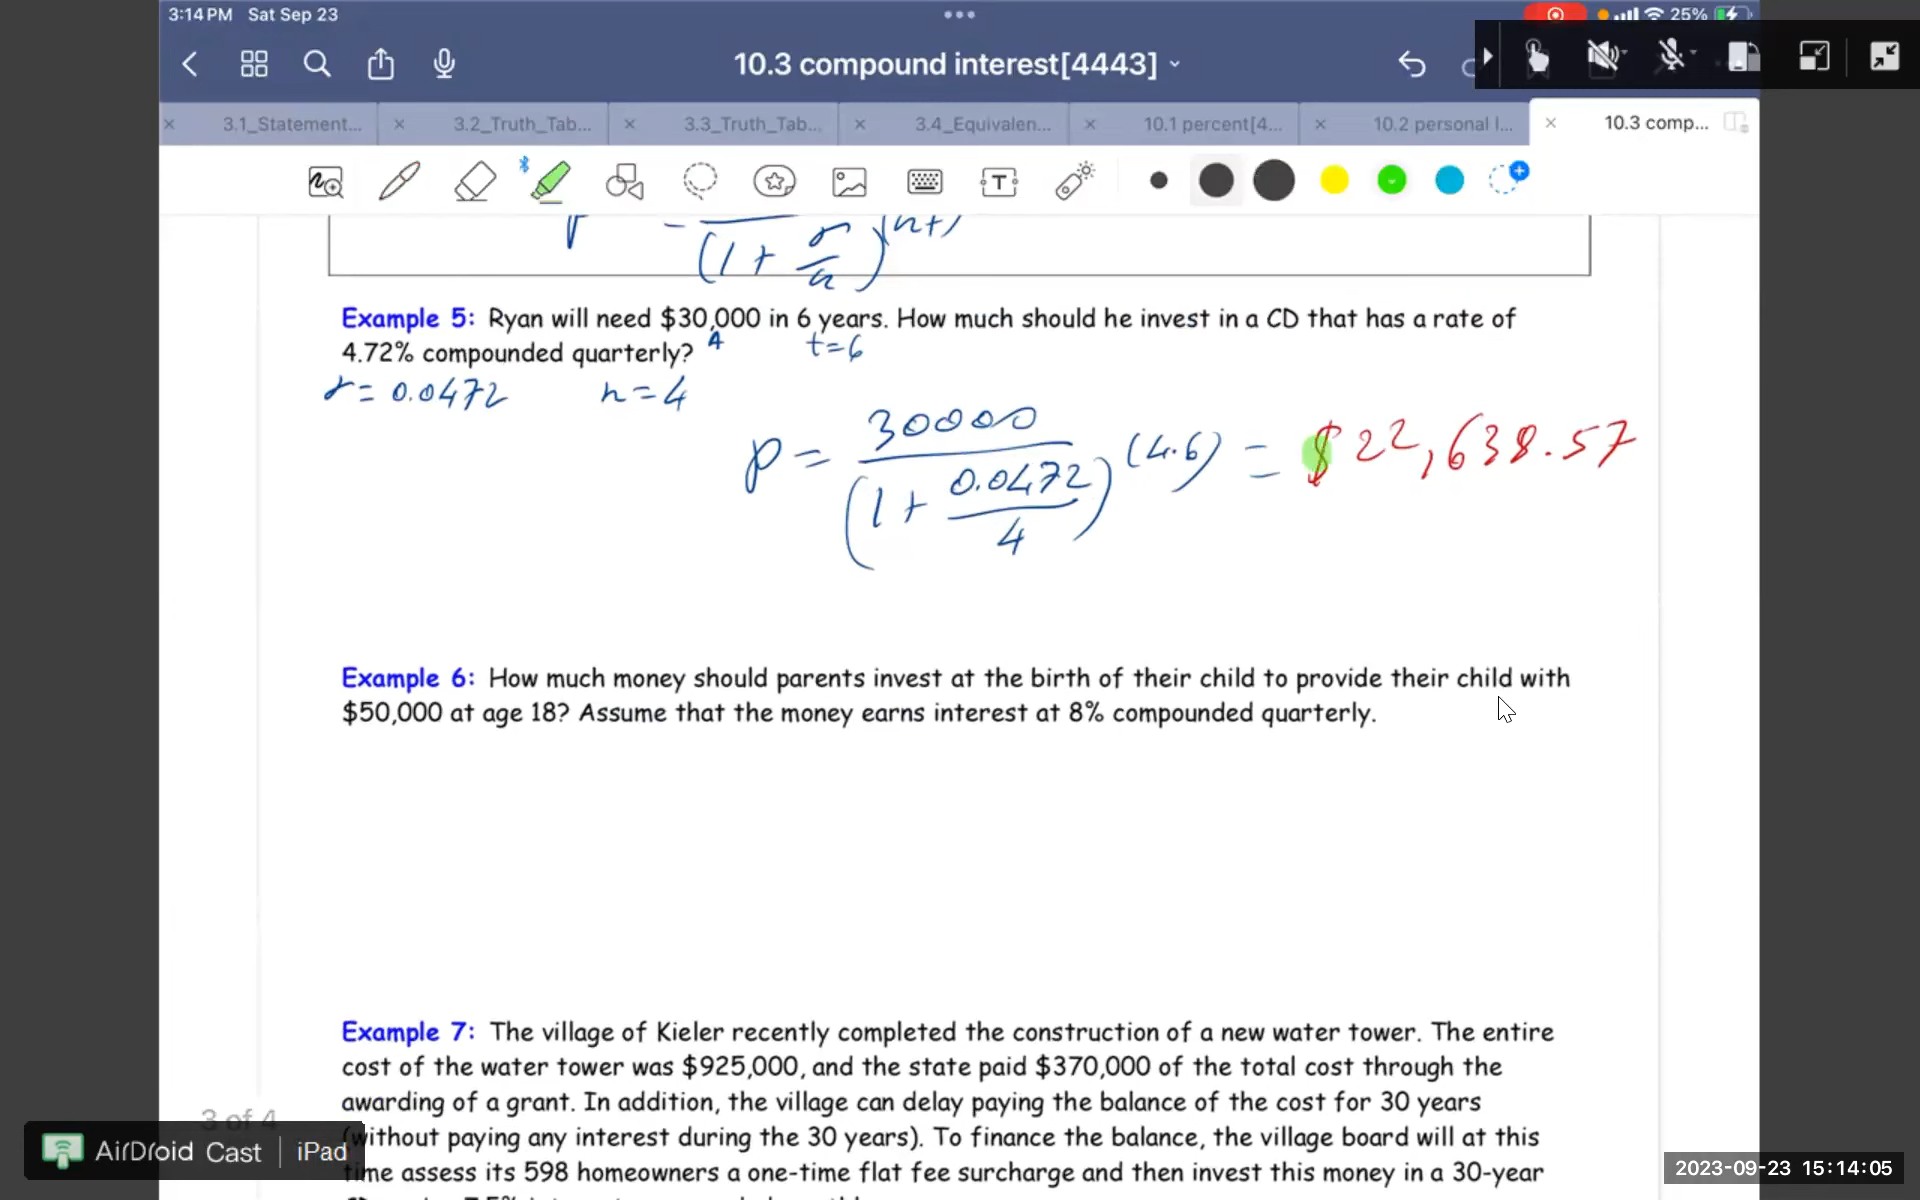 3:14 PM Sat Sep 23
25%
10.3 compound interest[4443]
3.1_Statement...
3.2_Truth_Tab...
3.3_Truth_Tab...
3.4_Equivalen...
10.1 percent[4...
10.2 personal l...
10.3 comp...
(1 + r/n)^(nt)
Example 5: Ryan will need $30,000 in 6 years. How much should he invest in a CD that has a rate of
4.72% compounded quarterly?
A t=6
r = 0.0472 n = 4
p = 30000 / (1 + 0.0472/4)^(4·6) = $22,638.57
Example 6: How much money should parents invest at the birth of their child to provide their child with
$50,000 at age 18? Assume that the money earns interest at 8% compounded quarterly.
Example 7: The village of Kieler recently completed the construction of a new water tower. The entire
cost of the water tower was $925,000, and the state paid $370,000 of the total cost through the
awarding of a grant. In addition, the village can delay paying the balance of the cost for 30 years
(without paying any interest during the 30 years). To finance the balance, the village board will at this
time assess its 598 homeowners a one-time flat fee surcharge and then invest this money in a 30-year
3 of 4
AirDroid Cast | iPad
2023-09-23 15:14:05